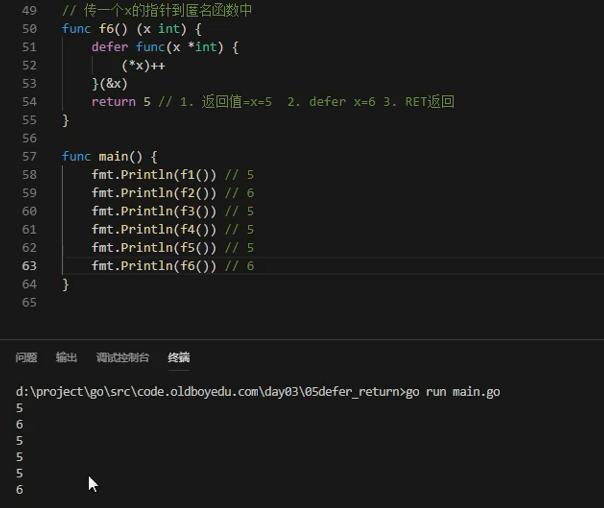 49 // 传一个x的指针到匿名函数中
50 func f6() (x int) {
51     defer func(x *int) {
52         (*x)++
53     }(&x)
54     return 5 // 1. 返回值=x=5  2. defer x=6 3. RET返回
55 }
56
57 func main() {
58     fmt.Println(f1()) // 5
59     fmt.Println(f2()) // 6
60     fmt.Println(f3()) // 5
61     fmt.Println(f4()) // 5
62     fmt.Println(f5()) // 5
63     fmt.Println(f6()) // 6
64 }
65
问题 输出 调试控制台 终端
d:\project\go\src\code.oldboyedu.com\day03\05defer_return>go run main.go
5
6
5
5
5
6